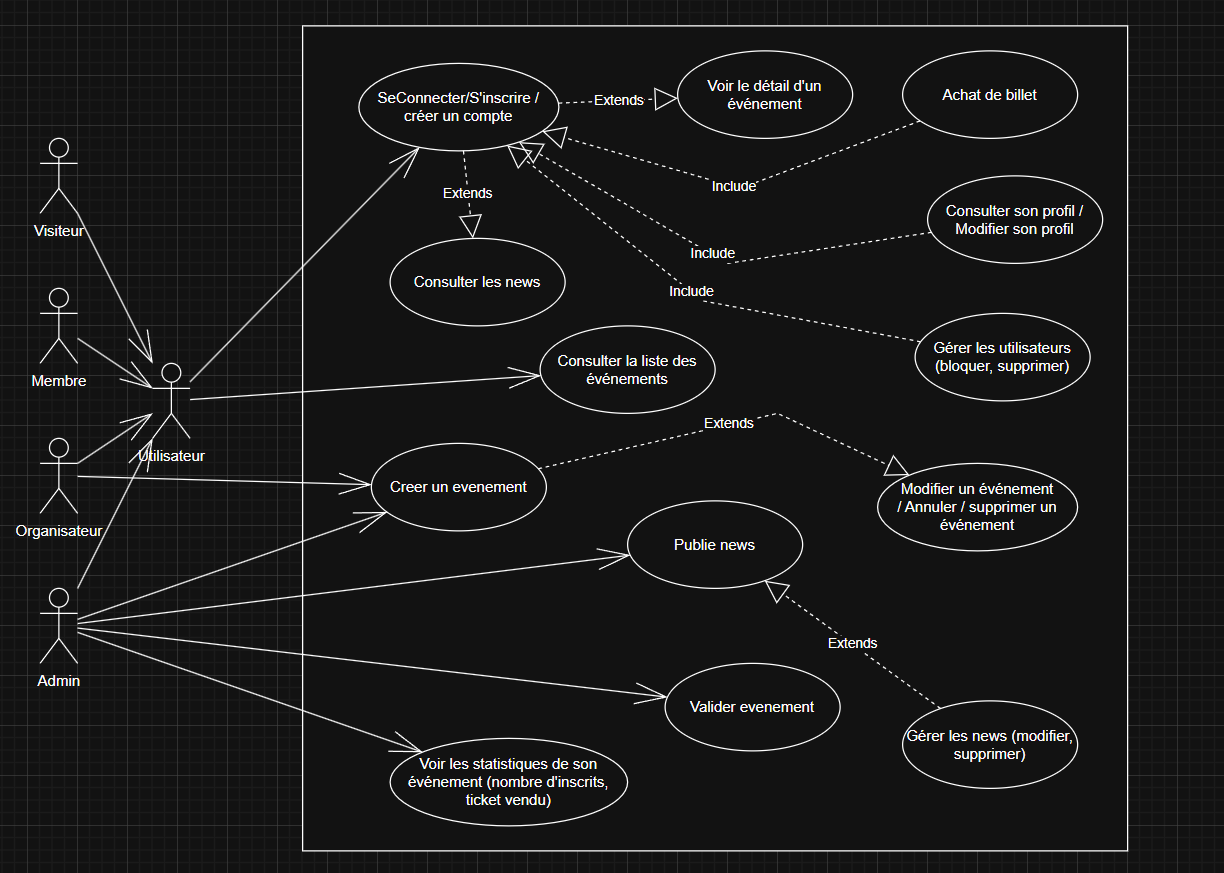 SeConnecter/S'inscrire /
créer un compte
Extends
Voir le détail d'un
événement
Achat de billet
Include
Extends
Visiteur
Consulter son profil /
Modifier son profil
Include
Consulter les news
Include
Gérer les utilisateurs
(bloquer, supprimer)
Consulter la liste des
événements
Membre
Extends
Utilisateur
Creer un evenement
Modifier un événement
/ Annuler / supprimer un
événement
Organisateur
Publie news
Extends
Admin
Valider evenement
Gérer les news (modifier,
supprimer)
Voir les statistiques de son
événement (nombre d'inscrits,
ticket vendu)